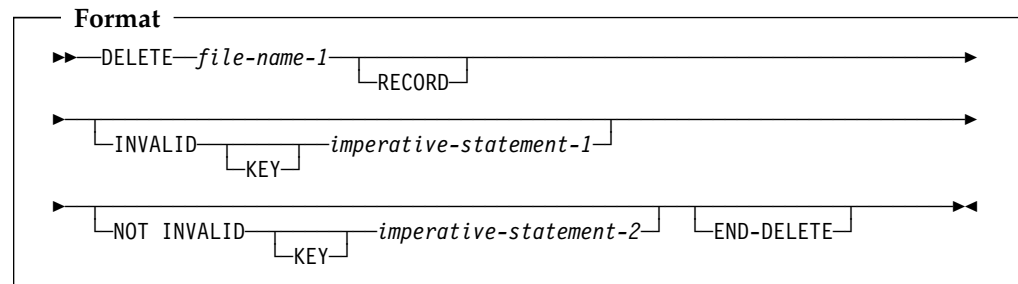 Format
DELETE file-name-1
RECORD
INVALID imperative-statement-1
KEY
NOT INVALID imperative-statement-2 END-DELETE
KEY